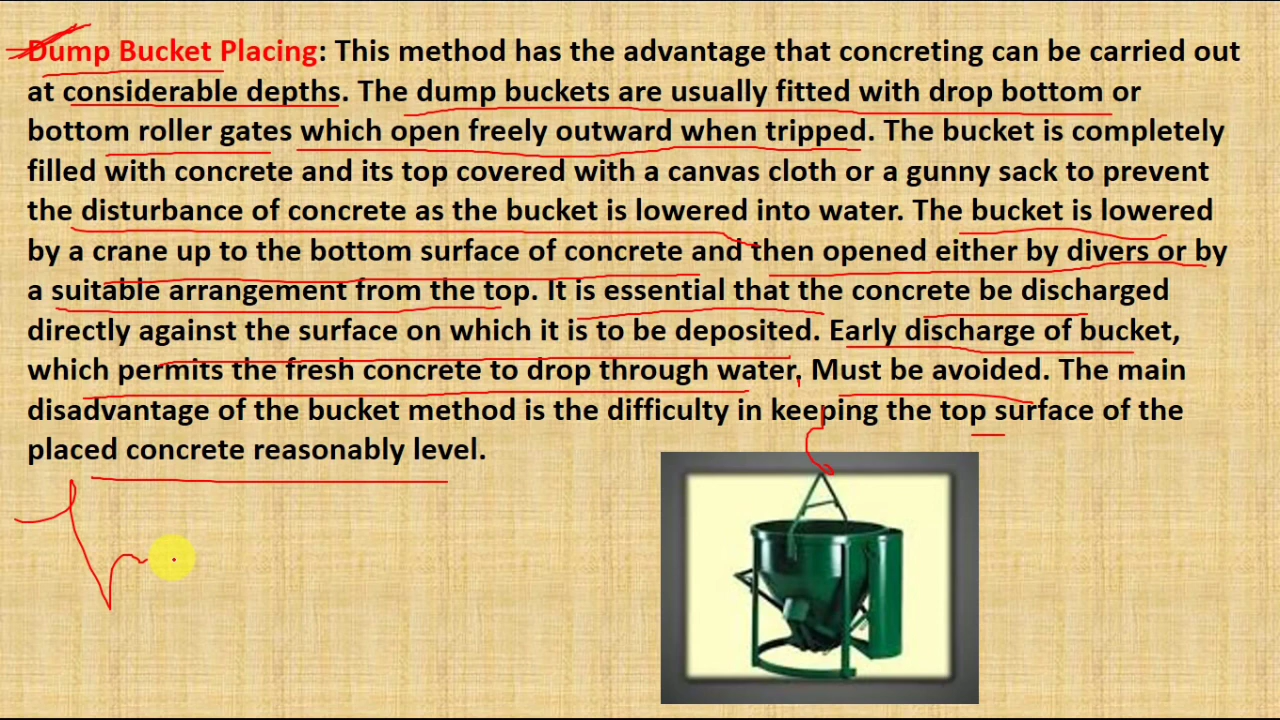 Dump Bucket Placing: This method has the advantage that concreting can be carried out
at considerable depths. The dump buckets are usually fitted with drop bottom or
bottom roller gates which open freely outward when tripped. The bucket is completely
filled with concrete and its top covered with a canvas cloth or a gunny sack to prevent
the disturbance of concrete as the bucket is lowered into water. The bucket is lowered
by a crane up to the bottom surface of concrete and then opened either by divers or by
a suitable arrangement from the top. It is essential that the concrete be discharged
directly against the surface on which it is to be deposited. Early discharge of bucket,
which permits the fresh concrete to drop through water. Must be avoided. The main
disadvantage of the bucket method is the difficulty in keeping the top surface of the
placed concrete reasonably level.